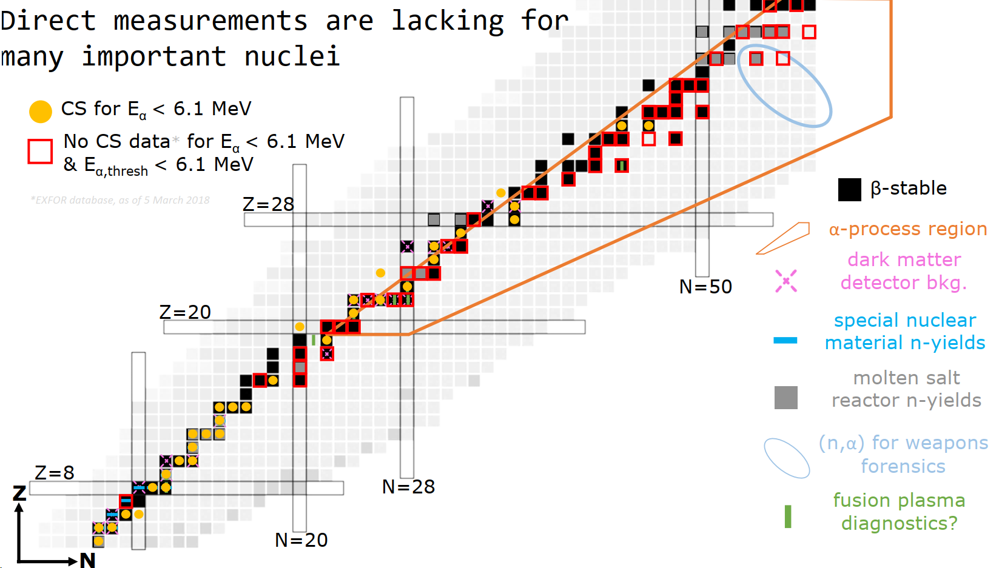 Direct measurements are lacking for
many important nuclei
CS for Eα < 6.1 MeV
No CS data* for Eα < 6.1 MeV
& Eα,thresh < 6.1 MeV
*EXFOR database, as of 5 March 2018
Z=28
β-stable
α-process region
dark matter
detector bkg.
N=50
Z=20
special nuclear
material n-yields
molten salt
reactor n-yields
(n,α) for weapons
forensics
Z=8
N=28
Z
fusion plasma
diagnostics?
N=20
N